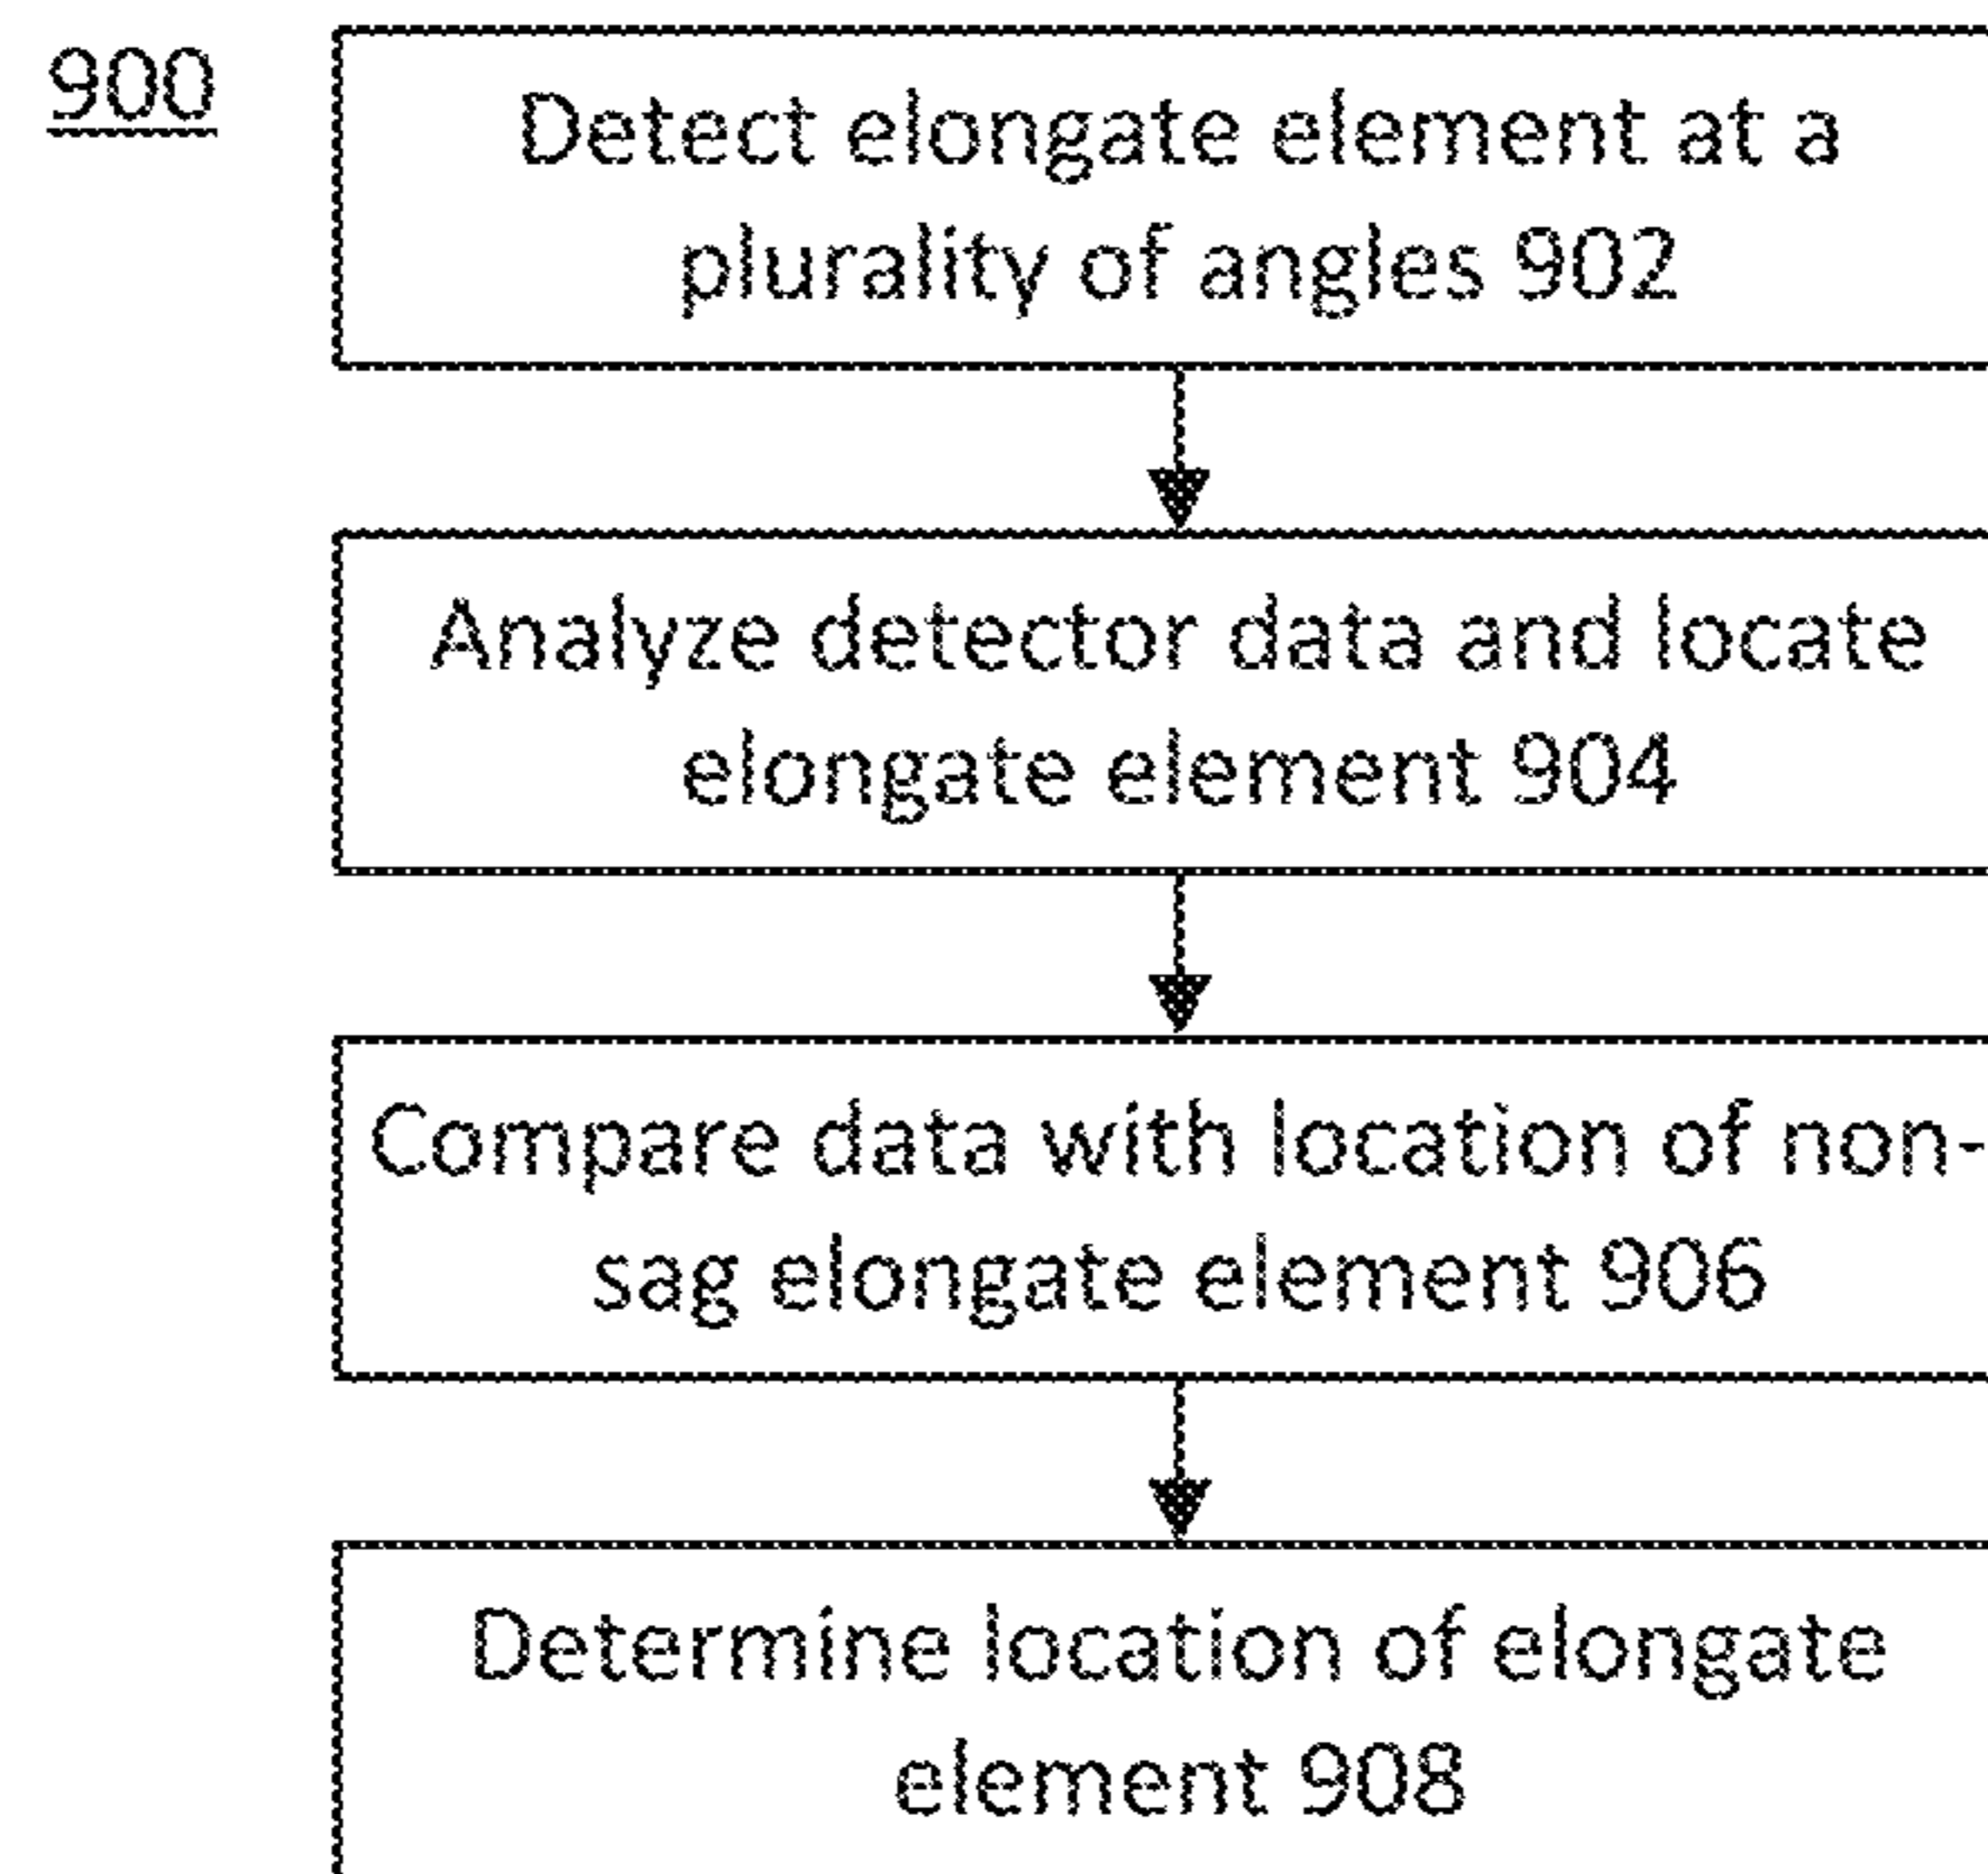 900
Detect elongate element at a
plurality of angles 902
Analyze detector data and locate
elongate element 904
Compare data with location of non-
sag elongate element 906
Determine location of elongate
element 908